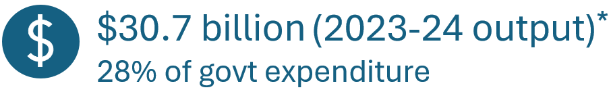 $
$30.7 billion (2023-24 output)*
28% of govt expenditure